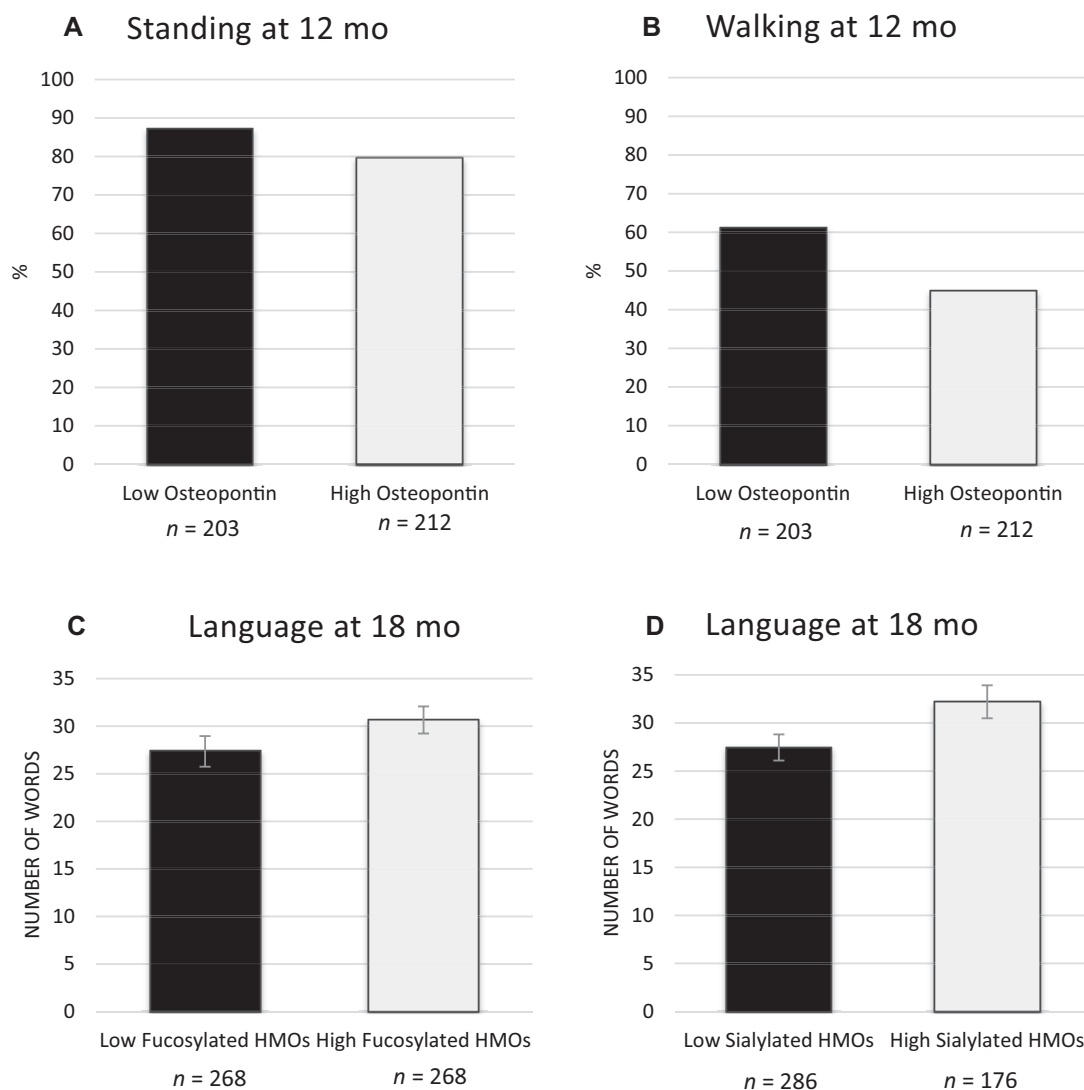 A Standing at 12 mo
100
90
80
70
60
50
40
30
20
10
0
%
Low Osteopontin High Osteopontin
n = 203 n = 212
B Walking at 12 mo
100
90
80
70
60
50
40
30
20
10
0
%
Low Osteopontin High Osteopontin
n = 203 n = 212
C Language at 18 mo
35
30
25
20
15
10
5
0
NUMBER OF WORDS
Low Fucosylated HMOs High Fucosylated HMOs
n = 268 n = 268
D Language at 18 mo
35
30
25
20
15
10
5
0
NUMBER OF WORDS
Low Sialylated HMOs High Sialylated HMOs
n = 286 n = 176